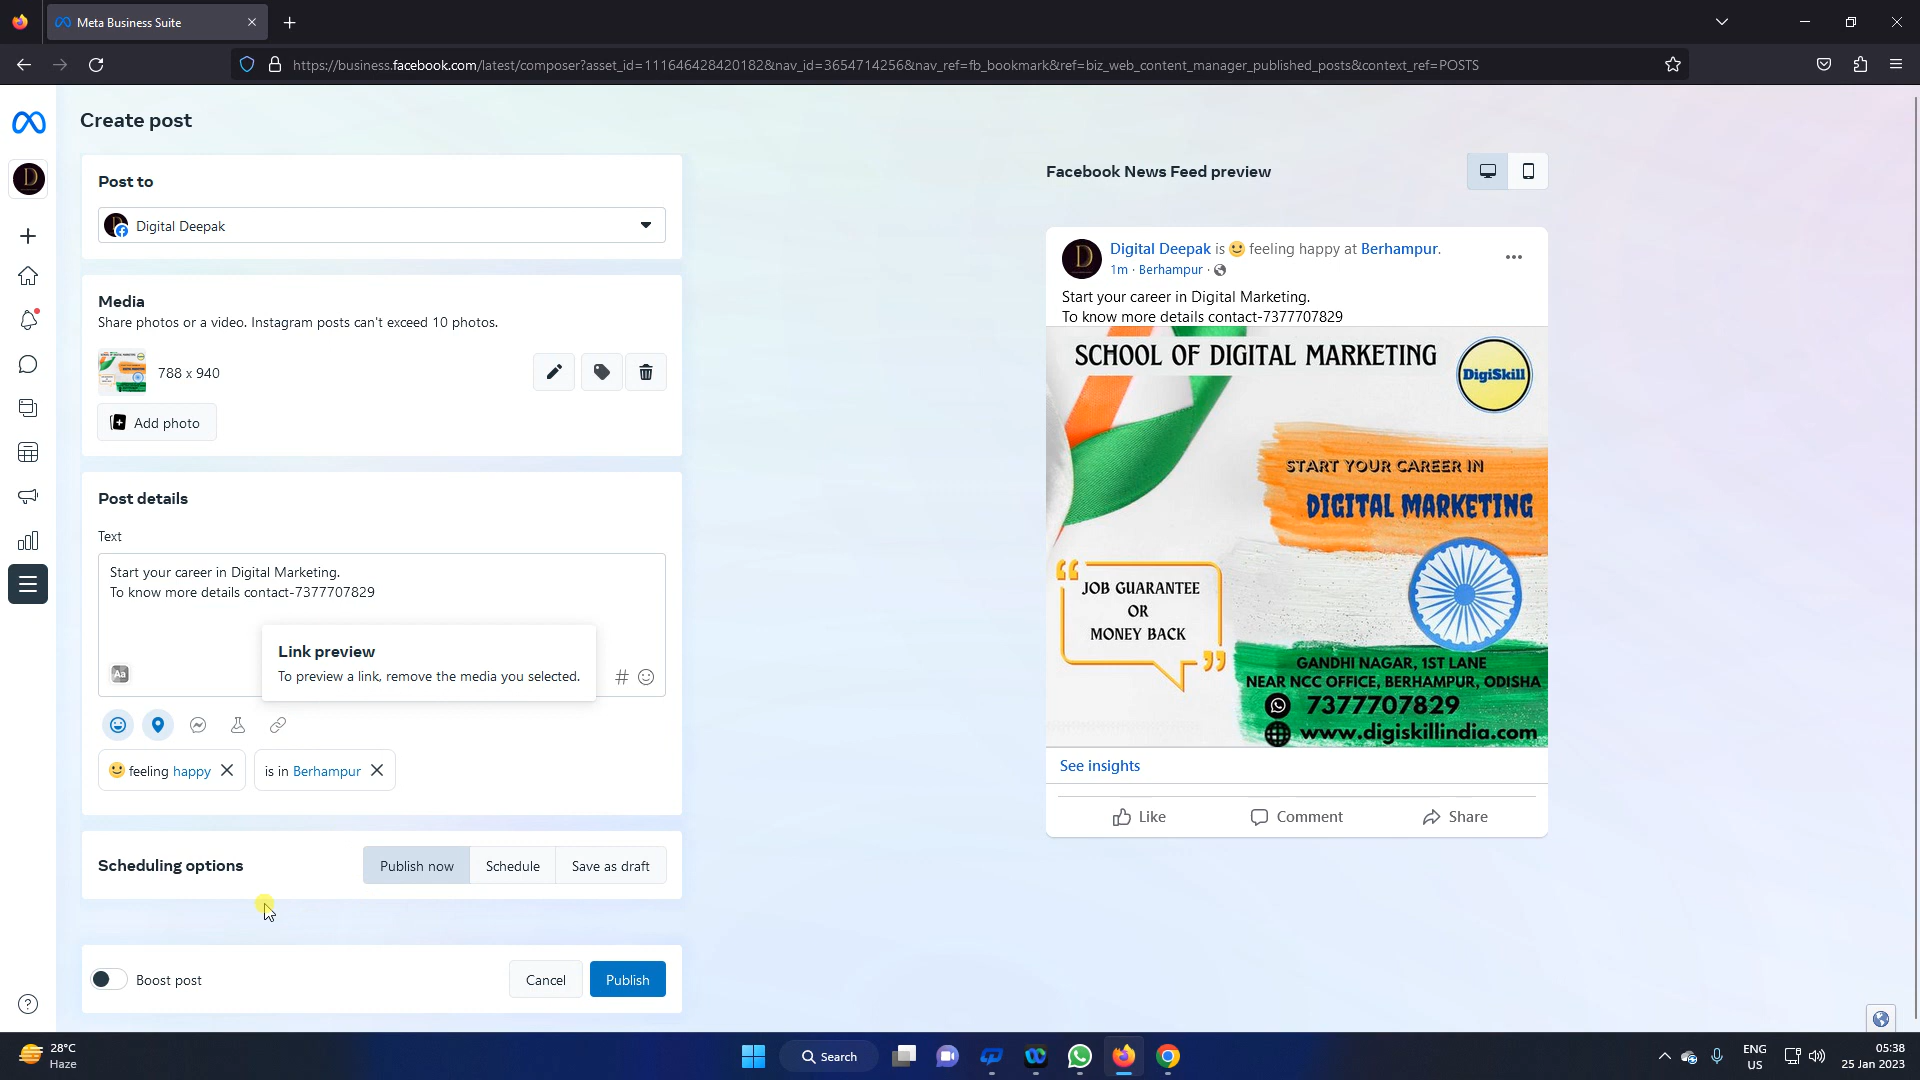 Meta Business Suite
https://business.facebook.com/latest/composer?asset_id=111646428420182&nav_id=3654714256&nav_ref=fb_bookmark&ref=biz_web_content_manager_published_posts&context_ref=POSTS
Create post
Post to
Digital Deepak
Media
Share photos or a video. Instagram posts can't exceed 10 photos.
788 x 940
Add photo
Post details
Text
Start your career in Digital Marketing.
To know more details contact-7377707829
Link preview
To preview a link, remove the media you selected.
Aa
#
feeling happy
is in Berhampur
Scheduling options
Publish now
Schedule
Save as draft
Boost post
Cancel
Publish
Facebook News Feed preview
D
Digital Deepak is feeling happy at Berhampur.
1m · Berhampur ·
Start your career in Digital Marketing.
To know more details contact-7377707829
SCHOOL OF DIGITAL MARKETING
DigiSkill
START YOUR CAREER IN
DIGITAL MARKETING
“ JOB GUARANTEE
OR
MONEY BACK ”
GANDHI NAGAR, 1ST LANE
NEAR NCC OFFICE, BERHAMPUR, ODISHA
7377707829
www.digiskillindia.com
See insights
Like
Comment
Share
28°C
Haze
Search
ENG
US
05:38
25 Jan 2023